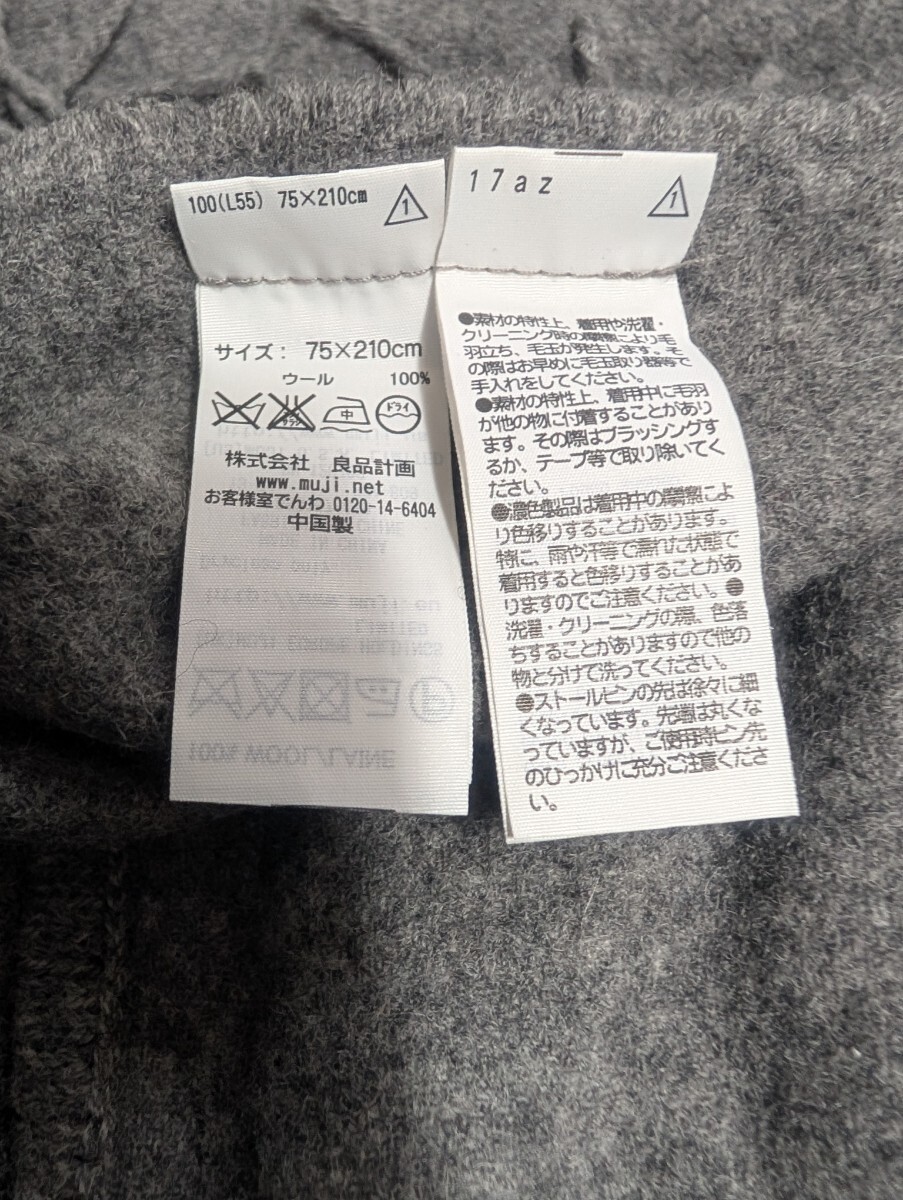 100(L55) 75×210cm
1
サイズ: 75×210cm
ウール 100%
中 ドライ
株式会社 良品計画
www.muji.net
お客様室でんわ 0120-14-6404
中国製
100% WOOL/LAINE
17az
1
●素材の特性上、着用や洗濯・
クリーニング時の摩擦により毛
羽立ち、毛玉が発生します。そ
の際はお早めに毛玉取り器等で
手入れをしてください。
●素材の特性上、着用中に毛羽
が他の物に付着することがあり
ます。その際はブラッシングす
るか、テープ等で取り除いてく
ださい。
●濃色製品は着用中の摩擦によ
り色移りすることがあります。
特に、雨や汗等で濡れた状態で
着用すると色移りすることがあ
りますのでご注意ください。●
洗濯・クリーニングの際、色落
ちすることがありますので他の
物と分けて洗ってください。
●ストールピンの先は徐々に細
くなっています。先端は丸くな
っていますが、ご使用時ピン先
のひっかけに充分ご注意くださ
い。